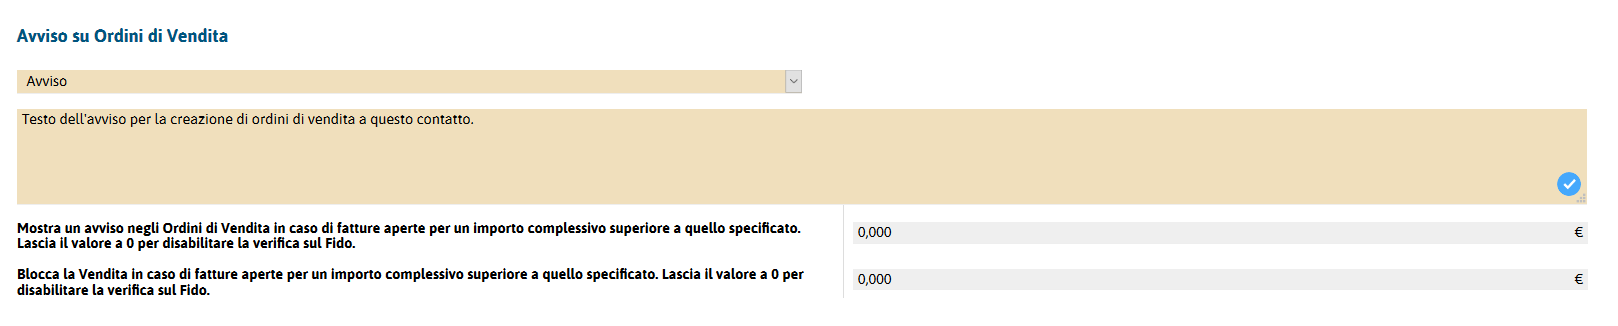 Avviso su Ordini di Vendita
Avviso
Testo dell'avviso per la creazione di ordini di vendita a questo contatto.
Mostra un avviso negli Ordini di Vendita in caso di fatture aperte per un importo complessivo superiore a quello specificato.
Lascia il valore a 0 per disabilitare la verifica sul Fido.
0,000 €
Blocca la Vendita in caso di fatture aperte per un importo complessivo superiore a quello specificato. Lascia il valore a 0 per
disabilitare la verifica sul Fido.
0,000 €